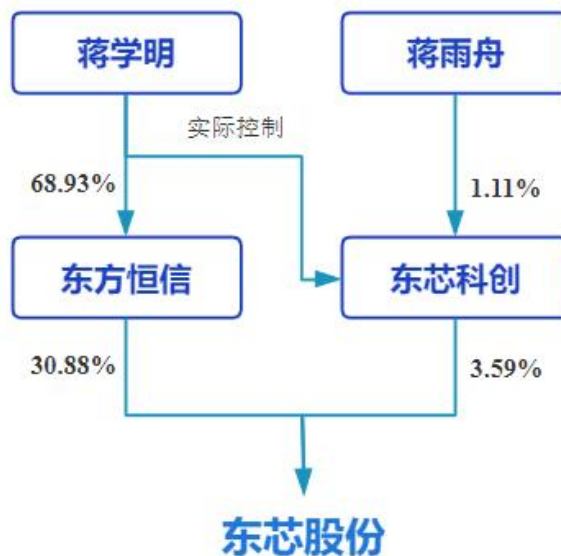 蒋学明
蒋雨舟
实际控制
68.93%
1.11%
东方恒信
东芯科创
30.88%
3.59%
东芯股份